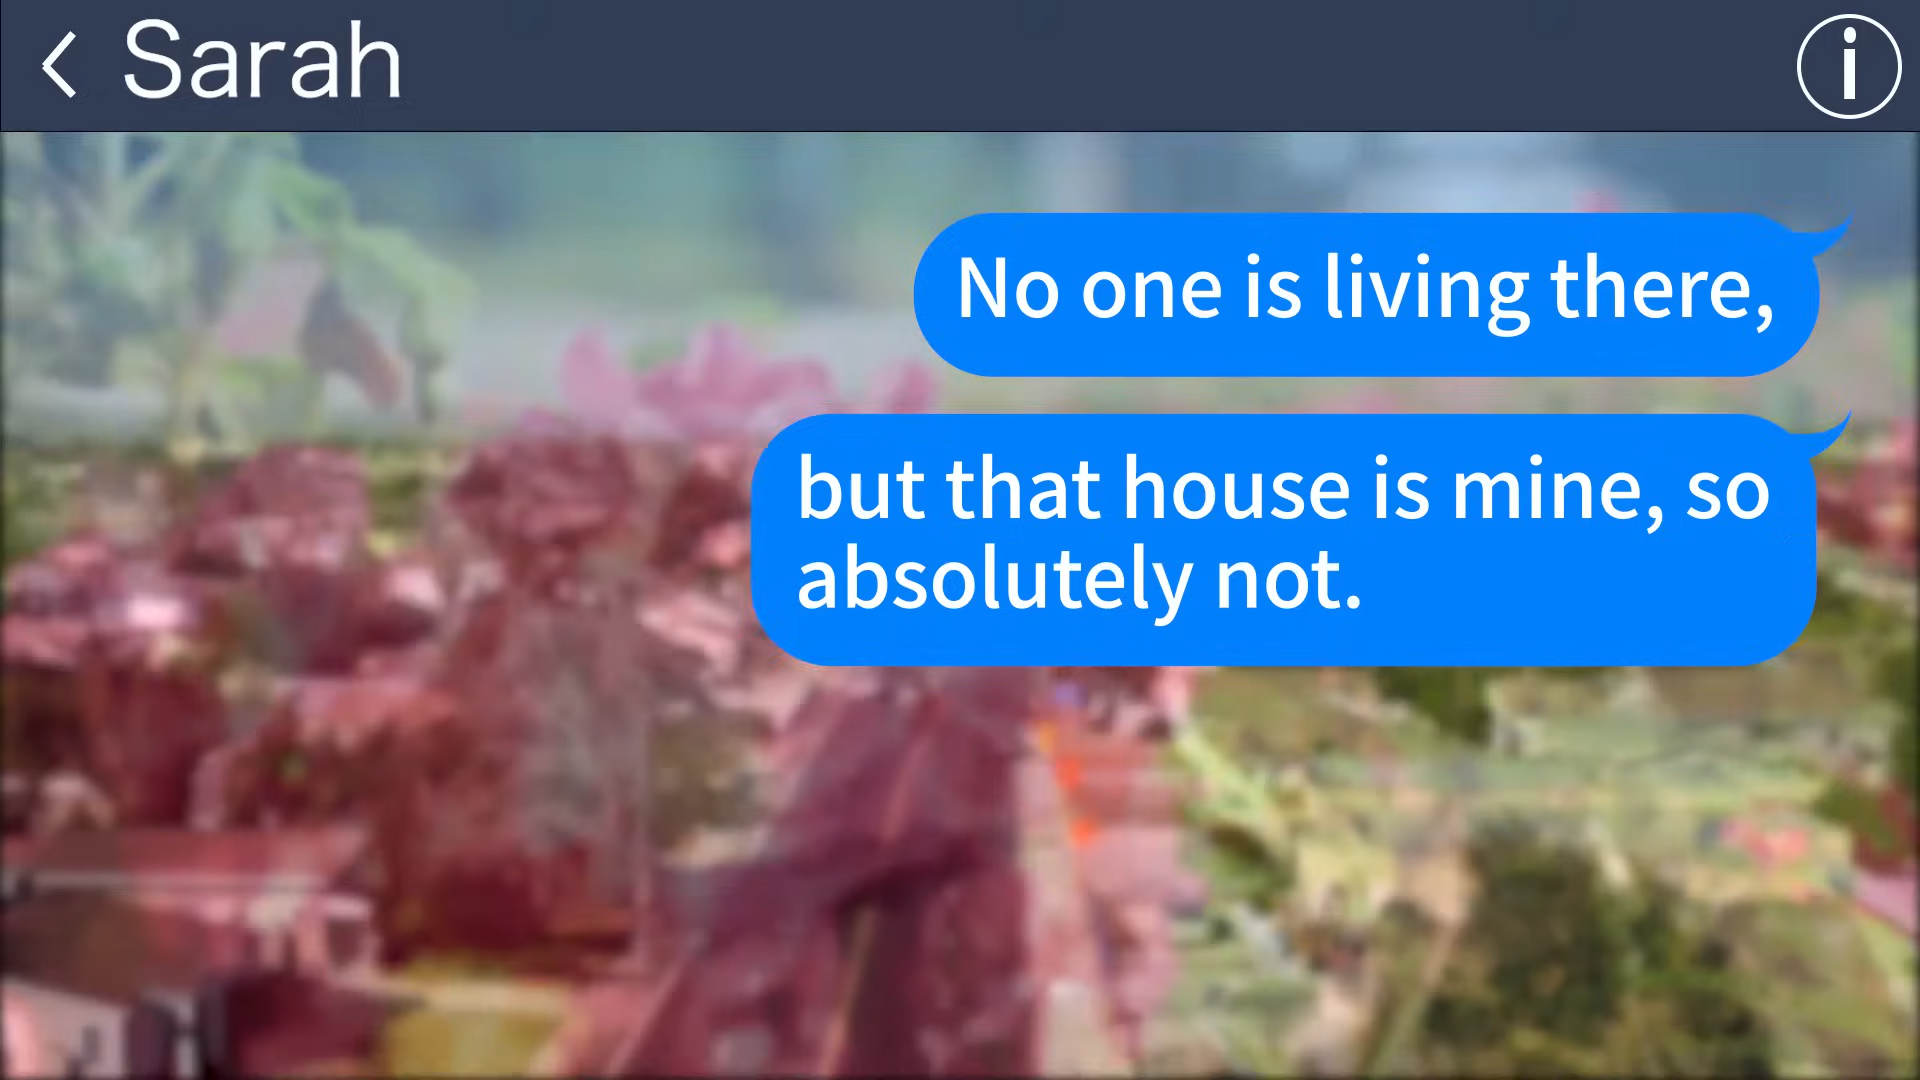 Sarah
No one is living there,
but that house is mine, so
absolutely not.